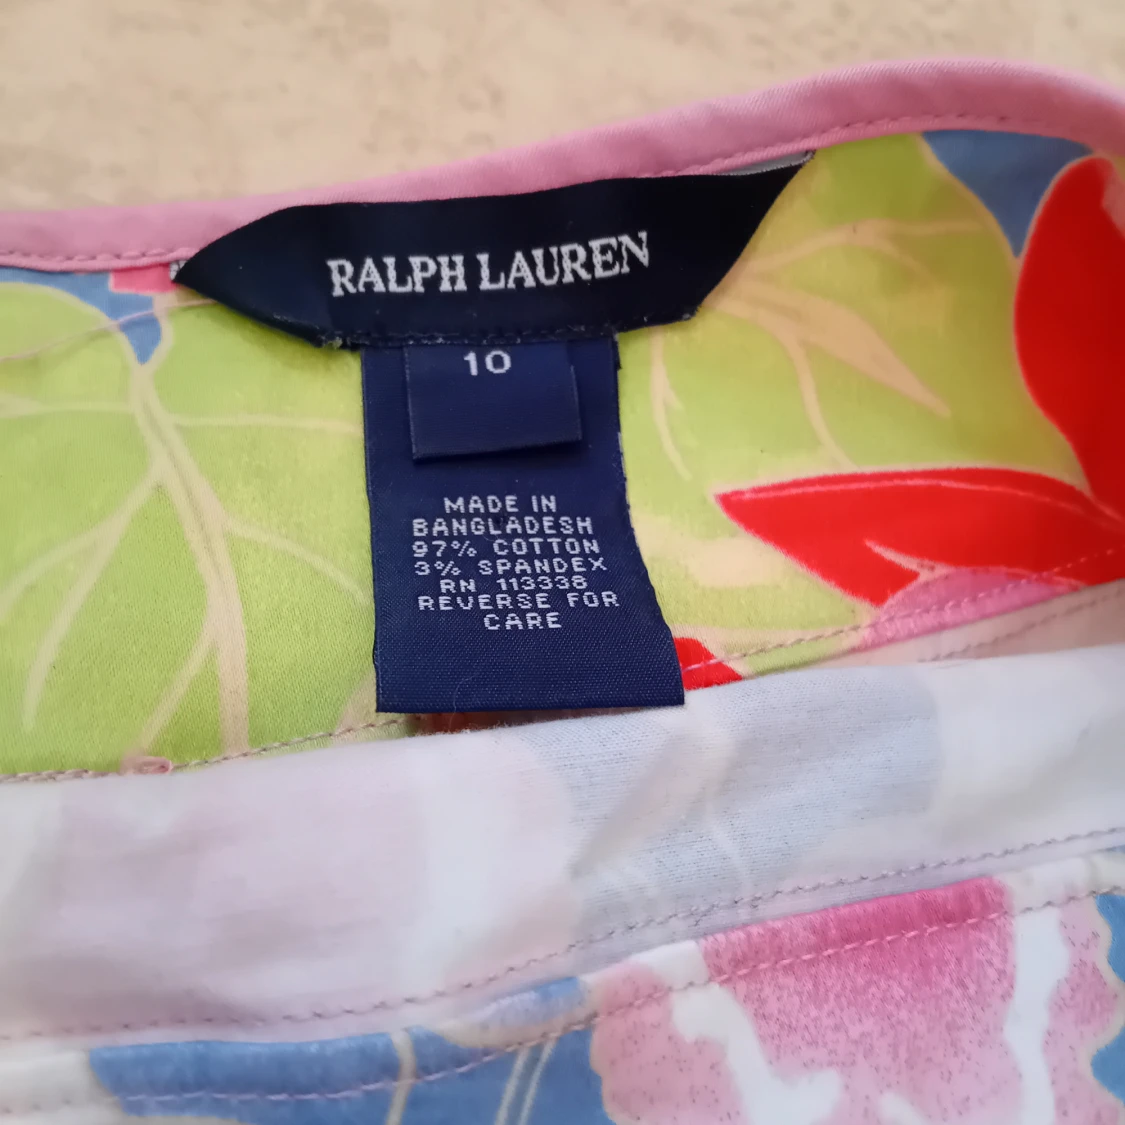 RALPH LAUREN
10
MADE IN
BANGLADESH
97% COTTON
3% SPANDEX
RN 113338
REVERSE FOR
CARE